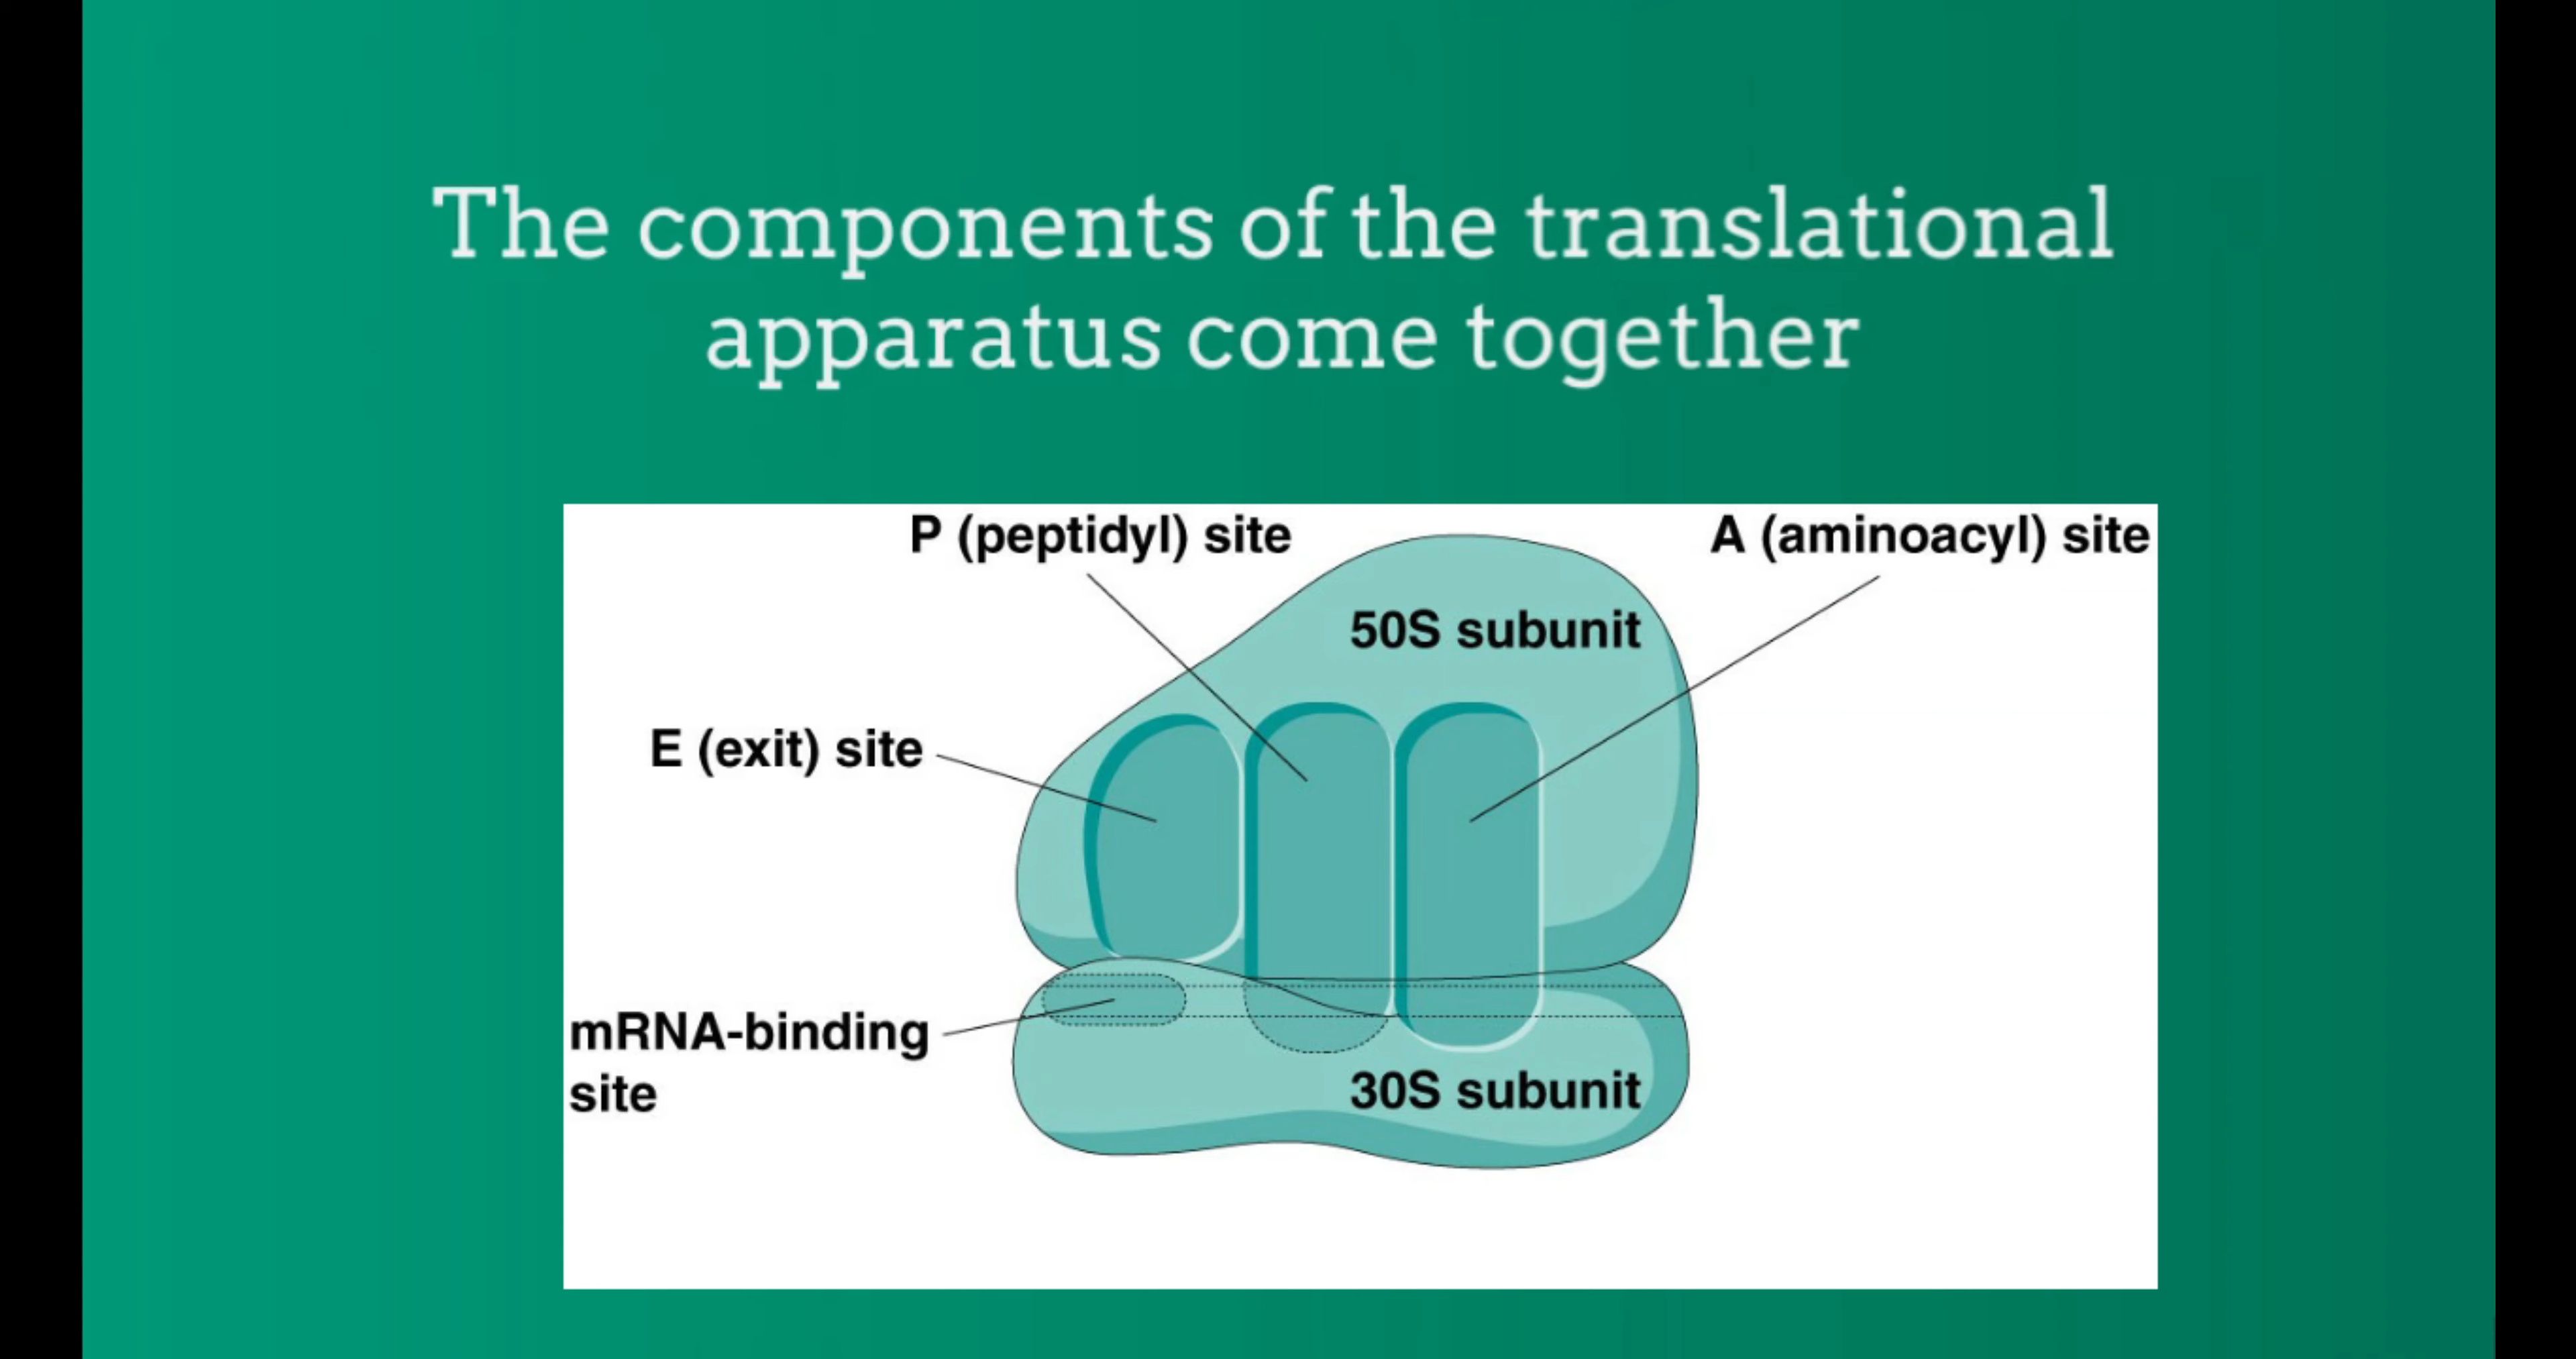 The components of the translational
apparatus come together
P (peptidyl) site
A (aminoacyl) site
50S subunit
E (exit) site
mRNA-binding
site
30S subunit